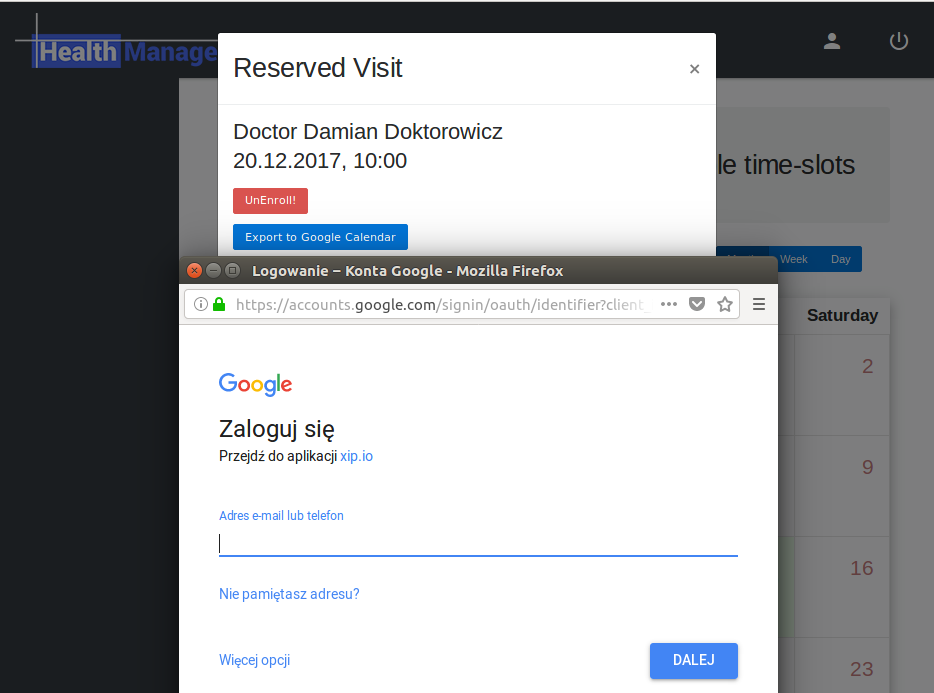 Health Manage
Reserved Visit
×
Doctor Damian Doktorowicz
20.12.2017, 10:00
UnEnroll!
Export to Google Calendar
le time-slots
Week
Day
Saturday
2
9
16
23
Logowanie – Konta Google - Mozilla Firefox
https://accounts.google.com/signin/oauth/identifier?client_
Google
Zaloguj się
Przejdź do aplikacji xip.io
Adres e-mail lub telefon
Nie pamiętasz adresu?
Więcej opcji
DALEJ